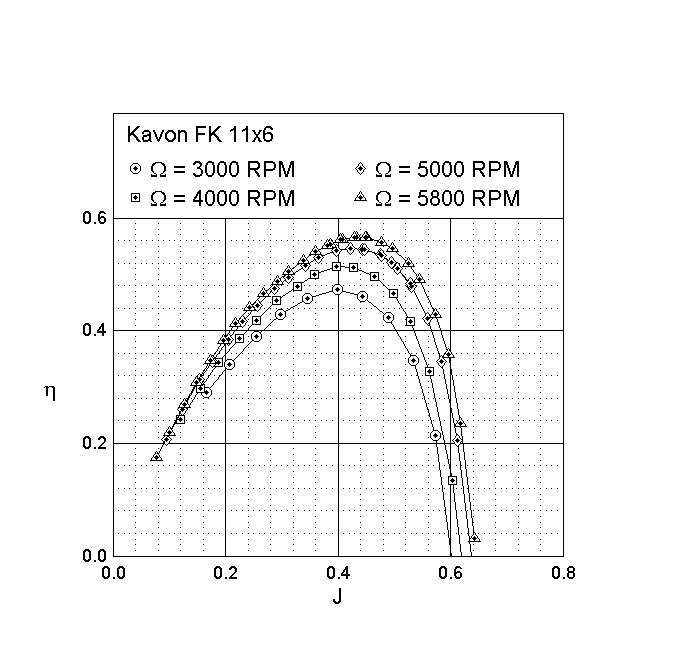 Kavon FK 11x6
Ω = 3000 RPM
Ω = 5000 RPM
Ω = 4000 RPM
Ω = 5800 RPM
0.6
0.4
η
0.2
0.0
0.0 0.2 0.4 0.6 0.8
J